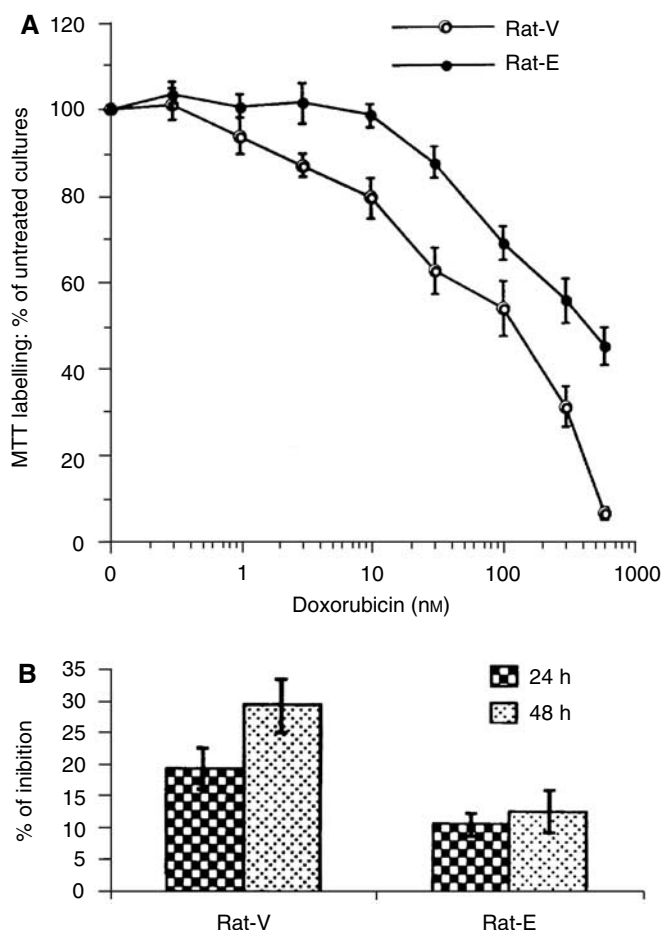 A
120
100
80
60
40
20
0
MTT labelling: % of untreated cultures
Rat-V
Rat-E
0 1 10 100 1000
Doxorubicin (nM)
B
35
30
25
20
15
10
5
0
% of inibition
24 h
48 h
Rat-V Rat-E